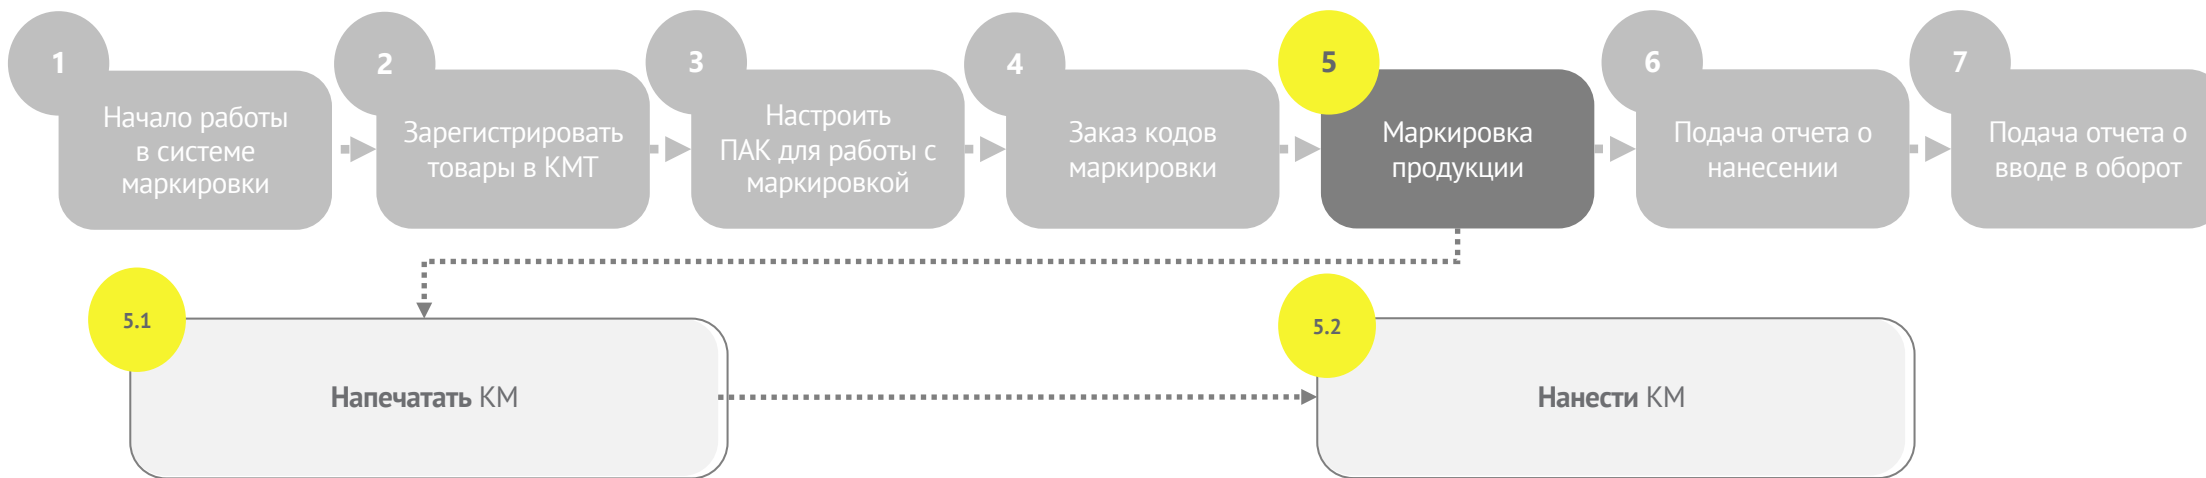 1
Начало работы
в системе
маркировки
2
Зарегистрировать
товары в КМТ
3
Настроить
ПАК для работы с
маркировкой
4
Заказ кодов
маркировки
5
Маркировка
продукции
6
Подача отчета о
нанесении
7
Подача отчета о
вводе в оборот
5.1
Напечатать КМ
5.2
Нанести КМ